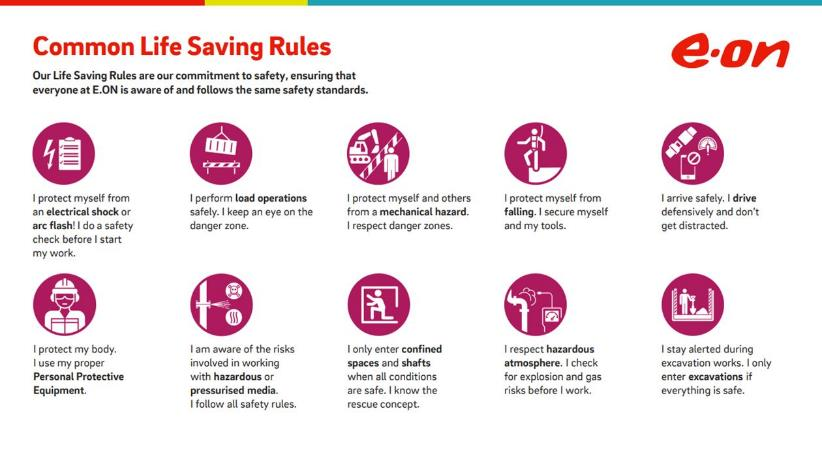 Common Life Saving Rules
e·on
Our Life Saving Rules are our commitment to safety, ensuring that
everyone at E.ON is aware of and follows the same safety standards.
I protect myself from
an electrical shock or
arc flash! I do a safety
check before I start
my work.
I perform load operations
safely. I keep an eye on the
danger zone.
I protect myself and others
from a mechanical hazard.
I respect danger zones.
I protect myself from
falling. I secure myself
and my tools.
I arrive safely. I drive
defensively and don't
get distracted.
I protect my body.
I use my proper
Personal Protective
Equipment.
I am aware of the risks
involved in working
with hazardous or
pressurised media.
I follow all safety rules.
I only enter confined
spaces and shafts
when all conditions
are safe. I know the
rescue concept.
I respect hazardous
atmosphere. I check
for explosion and gas
risks before I work.
I stay alerted during
excavation works. I only
enter excavations if
everything is safe.